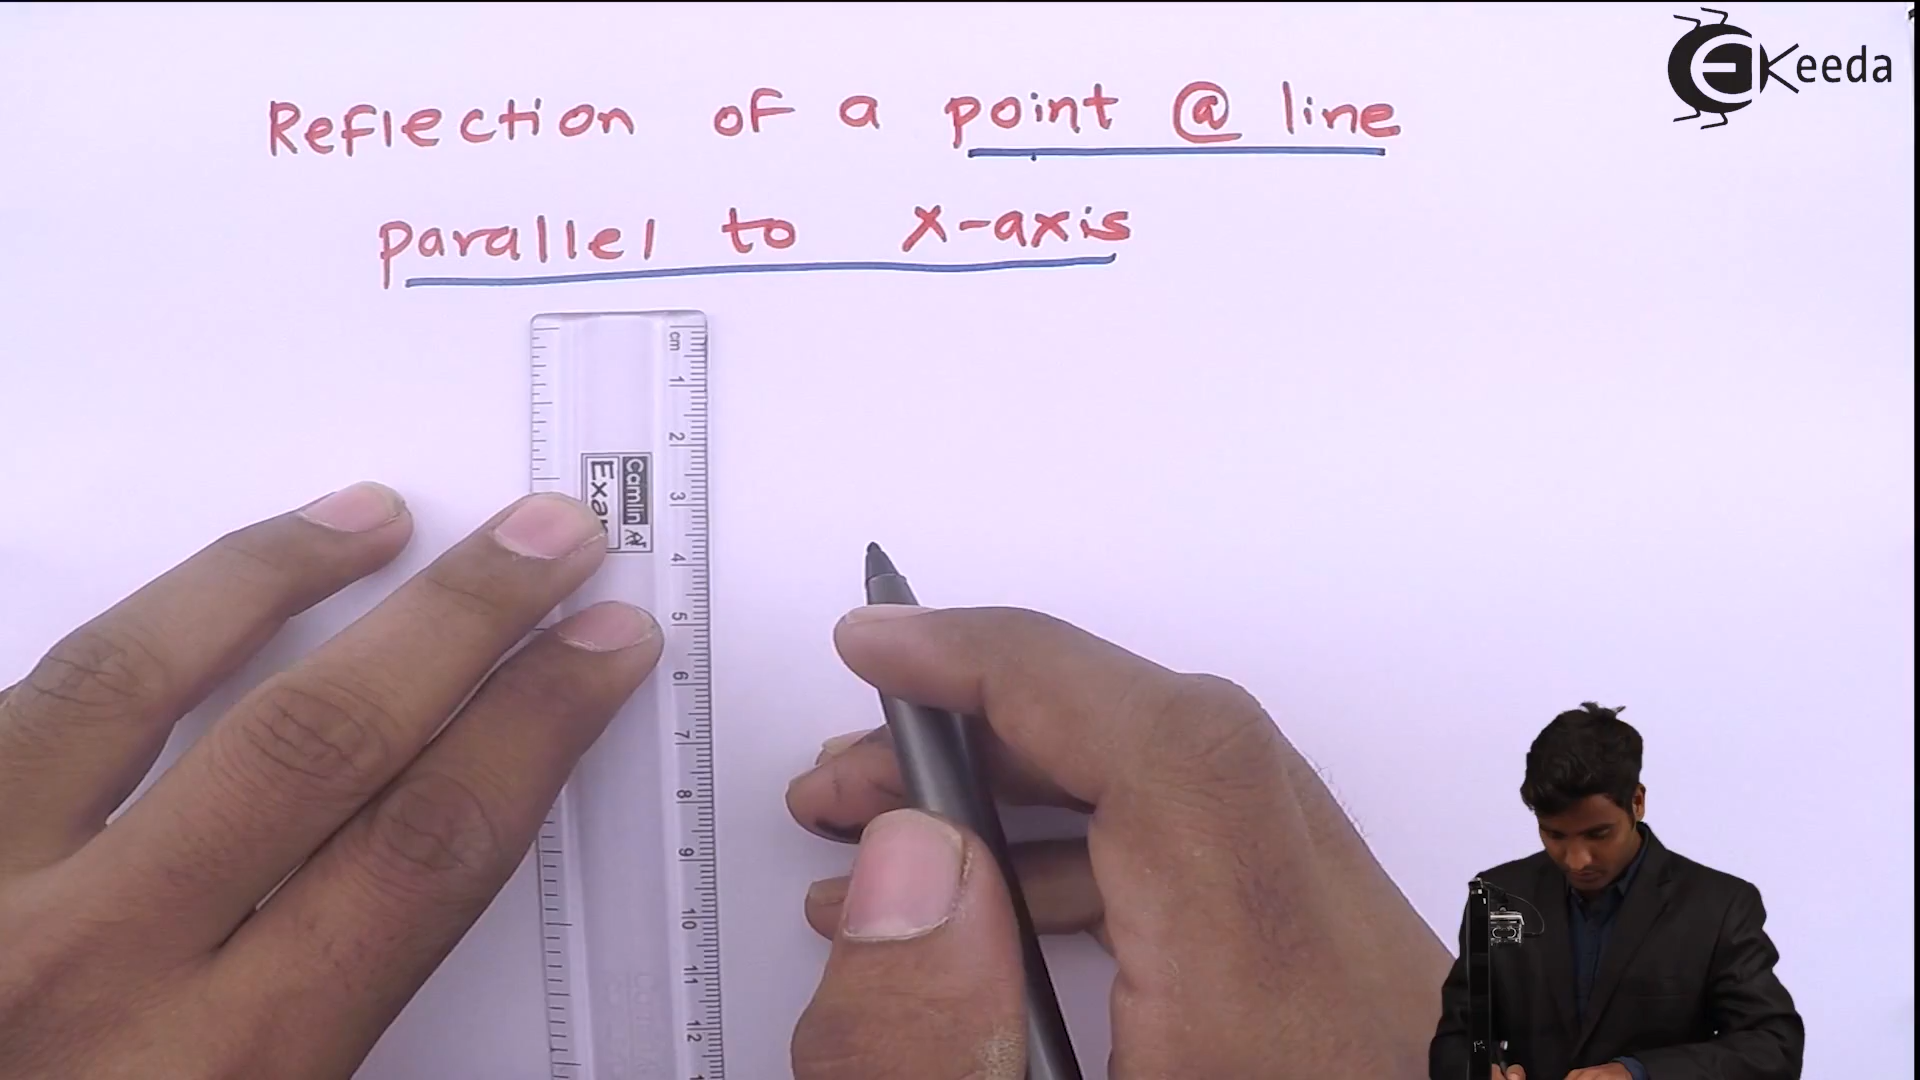 EKeeda
Reflection of a point @ line
parallel to x-axis
cm 1 2 3 4 5 6 7 8 9 10 11 12
Camlin
Exam